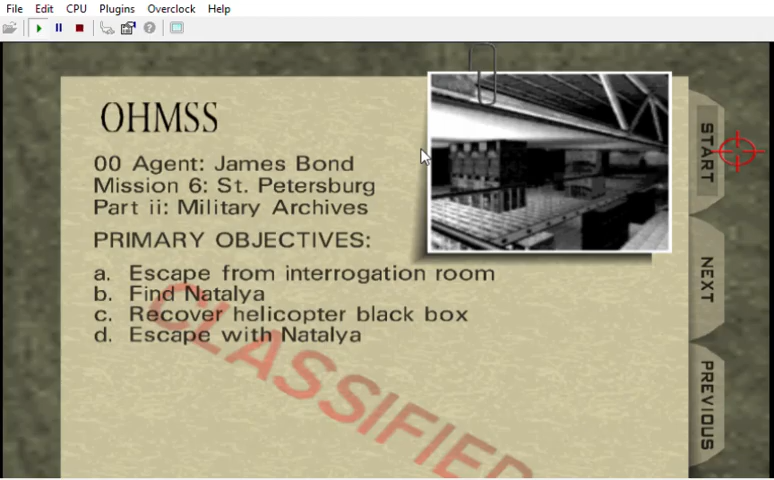 File Edit CPU Plugins Overclock Help
OHMSS
00 Agent: James Bond
Mission 6: St. Petersburg
Part ii: Military Archives
PRIMARY OBJECTIVES:
a. Escape from interrogation room
b. Find Natalya
c. Recover helicopter black box
d. Escape with Natalya
CLASSIFIED
START
NEXT
PREVIOUS